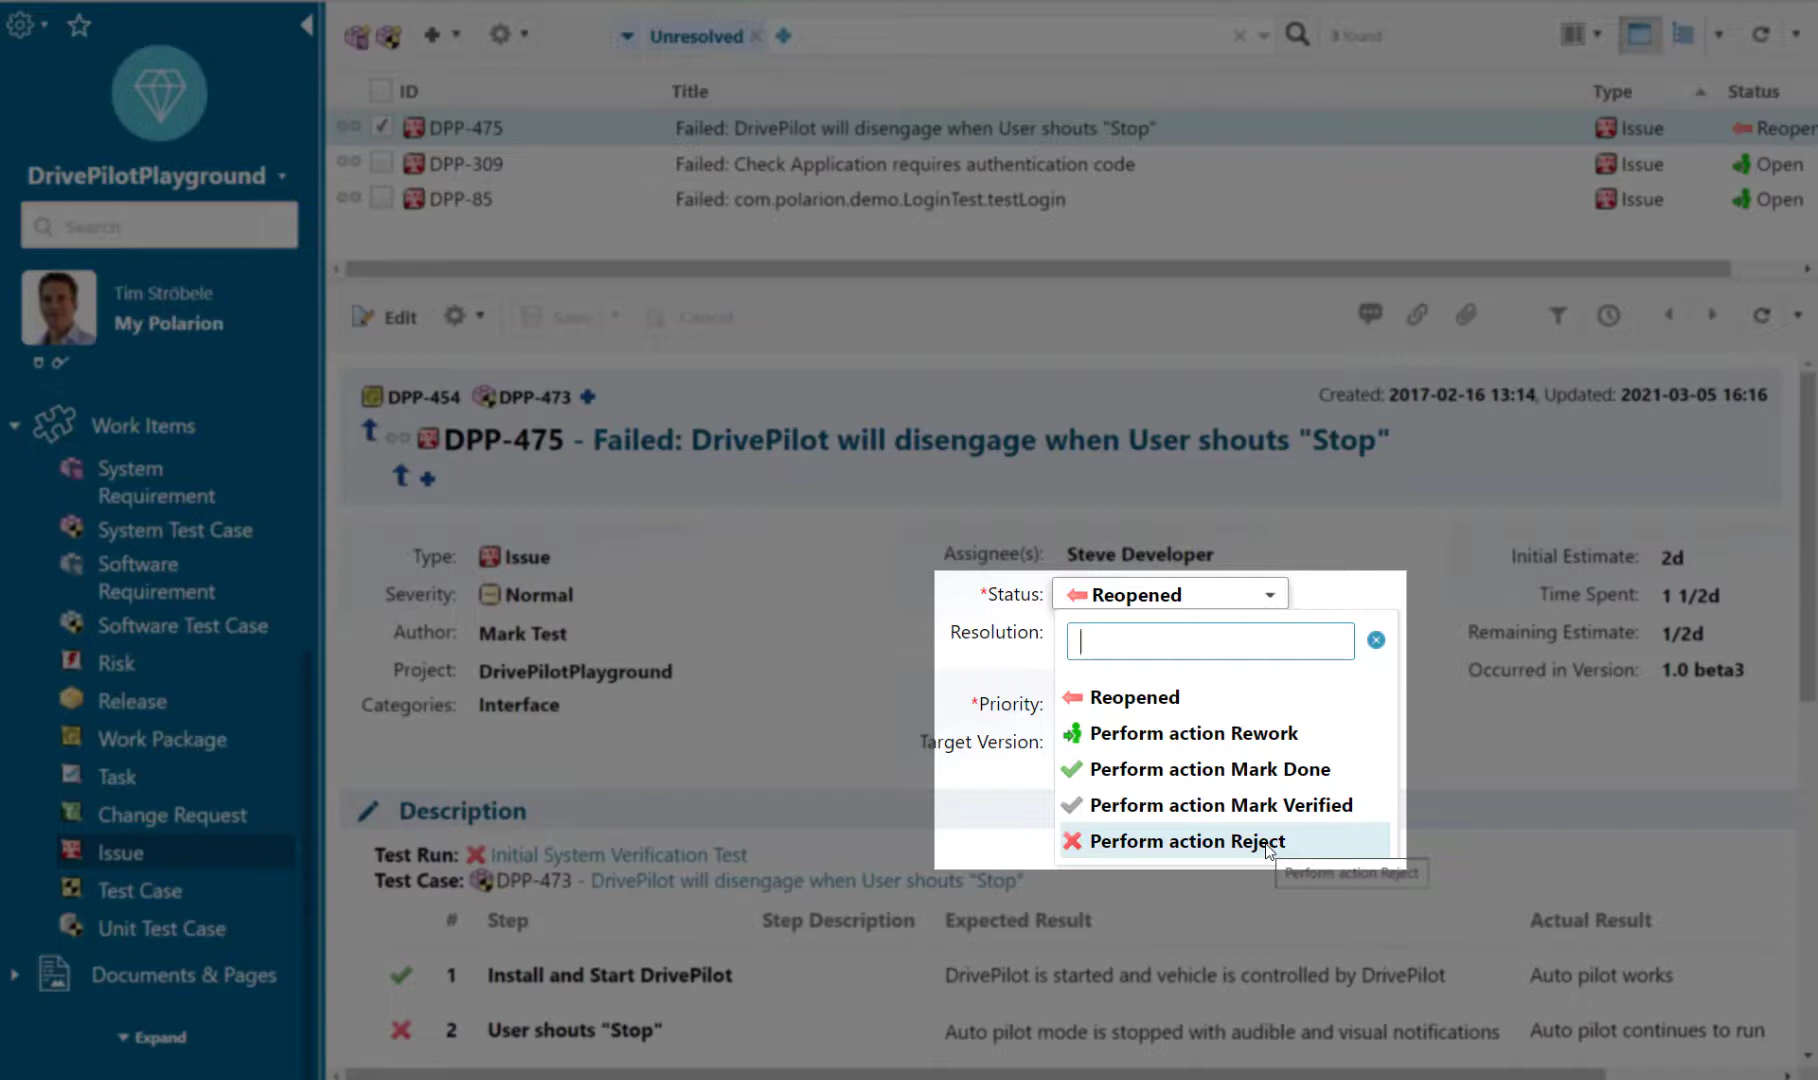 Unresolved
3 found
ID Title Type Status
DPP-475 Failed: DrivePilot will disengage when User shouts "Stop" Issue Reoper
DPP-309 Failed: Check Application requires authentication code Issue Open
DPP-85 Failed: com.polarion.demo.LoginTest.testLogin Issue Open
DrivePilotPlayground
Search
Tim Ströbele
My Polarion
Work Items
System
Requirement
System Test Case
Software
Requirement
Software Test Case
Risk
Release
Work Package
Task
Change Request
Issue
Test Case
Unit Test Case
Documents & Pages
Expand
Edit Save Cancel
DPP-454 DPP-473
Created: 2017-02-16 13:14, Updated: 2021-03-05 16:16
DPP-475 - Failed: DrivePilot will disengage when User shouts "Stop"
Type: Issue
Severity: Normal
Author: Mark Test
Project: DrivePilotPlayground
Categories: Interface
Assignee(s): Steve Developer
*Status: Reopened
Resolution:
*Priority:
Target Version:
Reopened
Perform action Rework
Perform action Mark Done
Perform action Mark Verified
Perform action Reject
Perform action Reject
Initial Estimate: 2d
Time Spent: 1 1/2d
Remaining Estimate: 1/2d
Occurred in Version: 1.0 beta3
Description
Test Run: Initial System Verification Test
Test Case: DPP-473 - DrivePilot will disengage when User shouts "Stop"
# Step Step Description Expected Result Actual Result
1 Install and Start DrivePilot DrivePilot is started and vehicle is controlled by DrivePilot Auto pilot works
2 User shouts "Stop" Auto pilot mode is stopped with audible and visual notifications Auto pilot continues to run